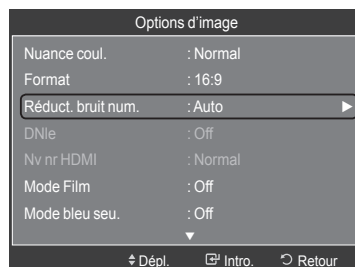 Options d’image
Nuance coul. : Normal
Format : 16:9
Réduct. bruit num. : Auto
DNIe : Off
Nv nr HDMI : Normal
Mode Film : Off
Mode bleu seu. : Off
Dépl. Intro. Retour